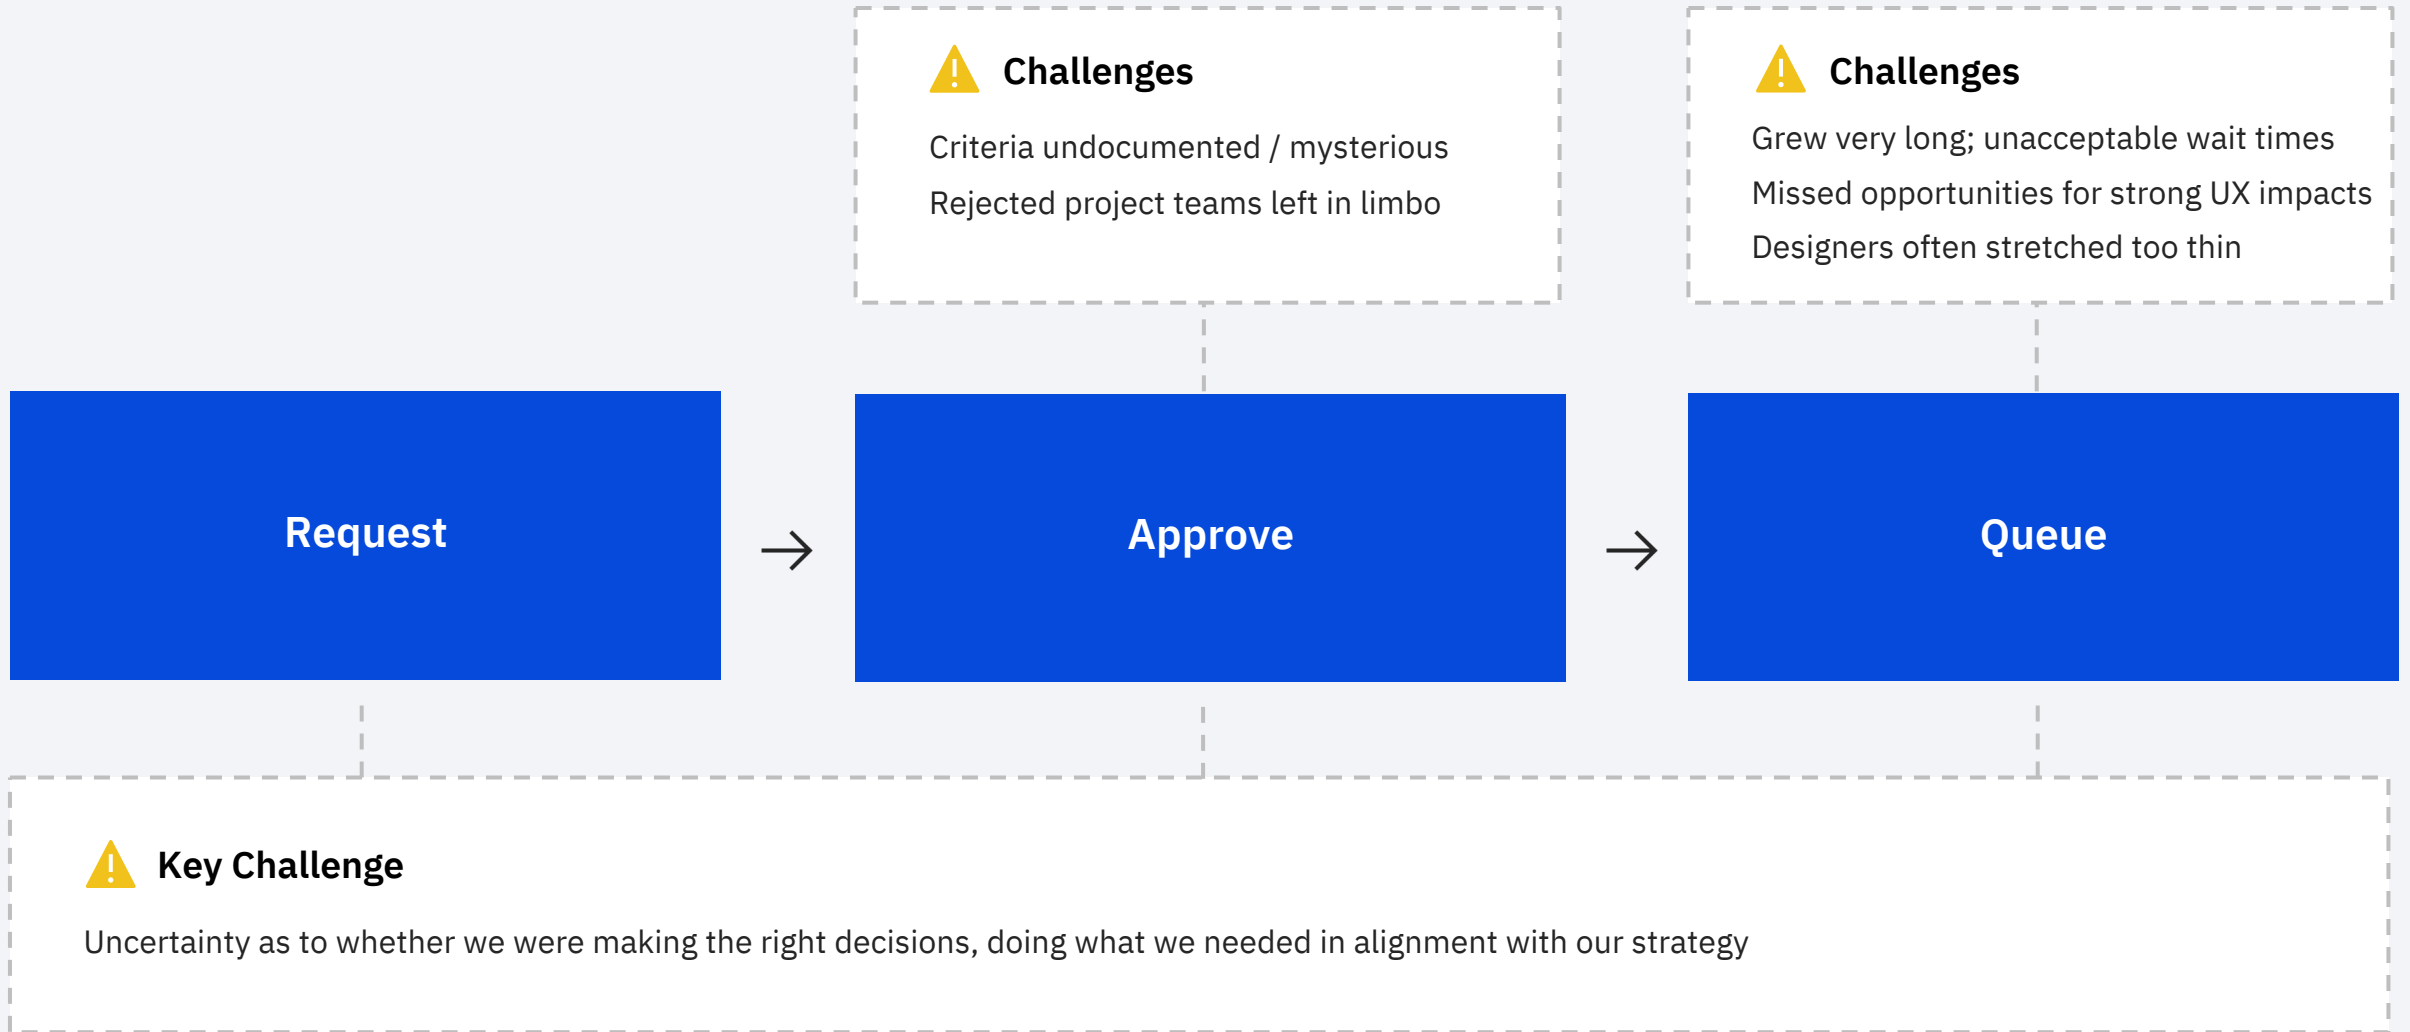 Challenges
Criteria undocumented / mysterious
Rejected project teams left in limbo
Challenges
Grew very long; unacceptable wait times
Missed opportunities for strong UX impacts
Designers often stretched too thin
Request
Approve
Queue
Key Challenge
Uncertainty as to whether we were making the right decisions, doing what we needed in alignment with our strategy